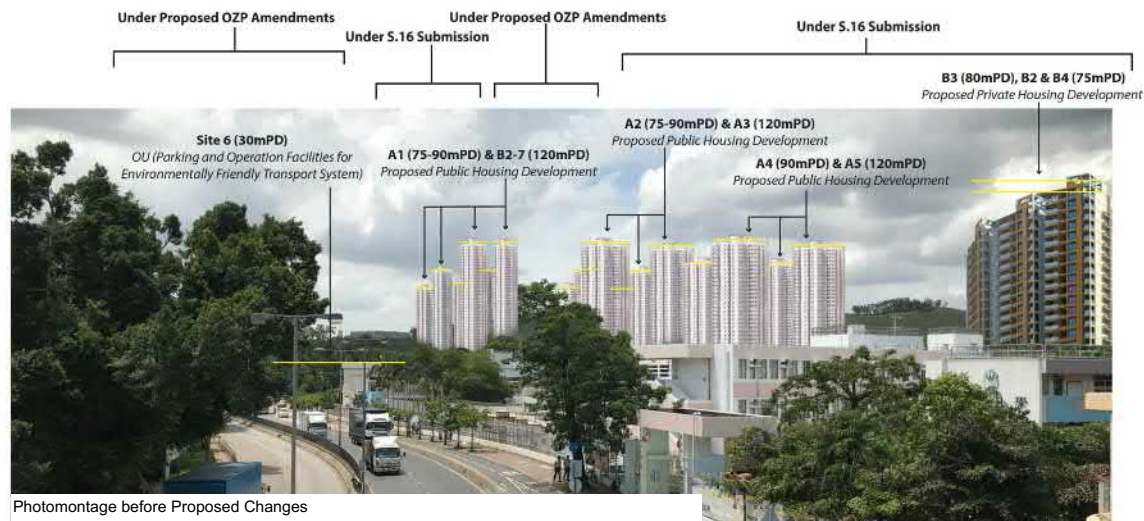 Under Proposed OZP Amendments
Under S.16 Submission
Under Proposed OZP Amendments
Under S.16 Submission
B3 (80mPD), B2 & B4 (75mPD)
Proposed Private Housing Development
Site 6 (30mPD)
OU (Parking and Operation Facilities for
Environmentally Friendly Transport System)
A1 (75-90mPD) & B2-7 (120mPD)
Proposed Public Housing Development
A2 (75-90mPD) & A3 (120mPD)
Proposed Public Housing Development
A4 (90mPD) & A5 (120mPD)
Proposed Public Housing Development
Photomontage before Proposed Changes